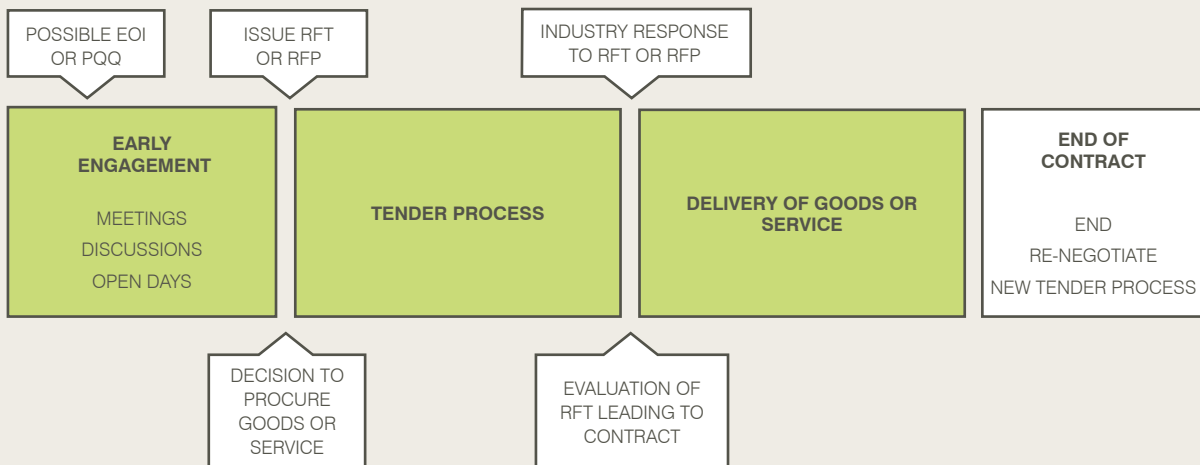 POSSIBLE EOI
OR PQQ
ISSUE RFT
OR RFP
INDUSTRY RESPONSE
TO RFT OR RFP
EARLY
ENGAGEMENT
MEETINGS
DISCUSSIONS
OPEN DAYS
TENDER PROCESS
DELIVERY OF GOODS OR
SERVICE
END OF
CONTRACT
END
RE-NEGOTIATE
NEW TENDER PROCESS
DECISION TO
PROCURE
GOODS OR
SERVICE
EVALUATION OF
RFT LEADING TO
CONTRACT